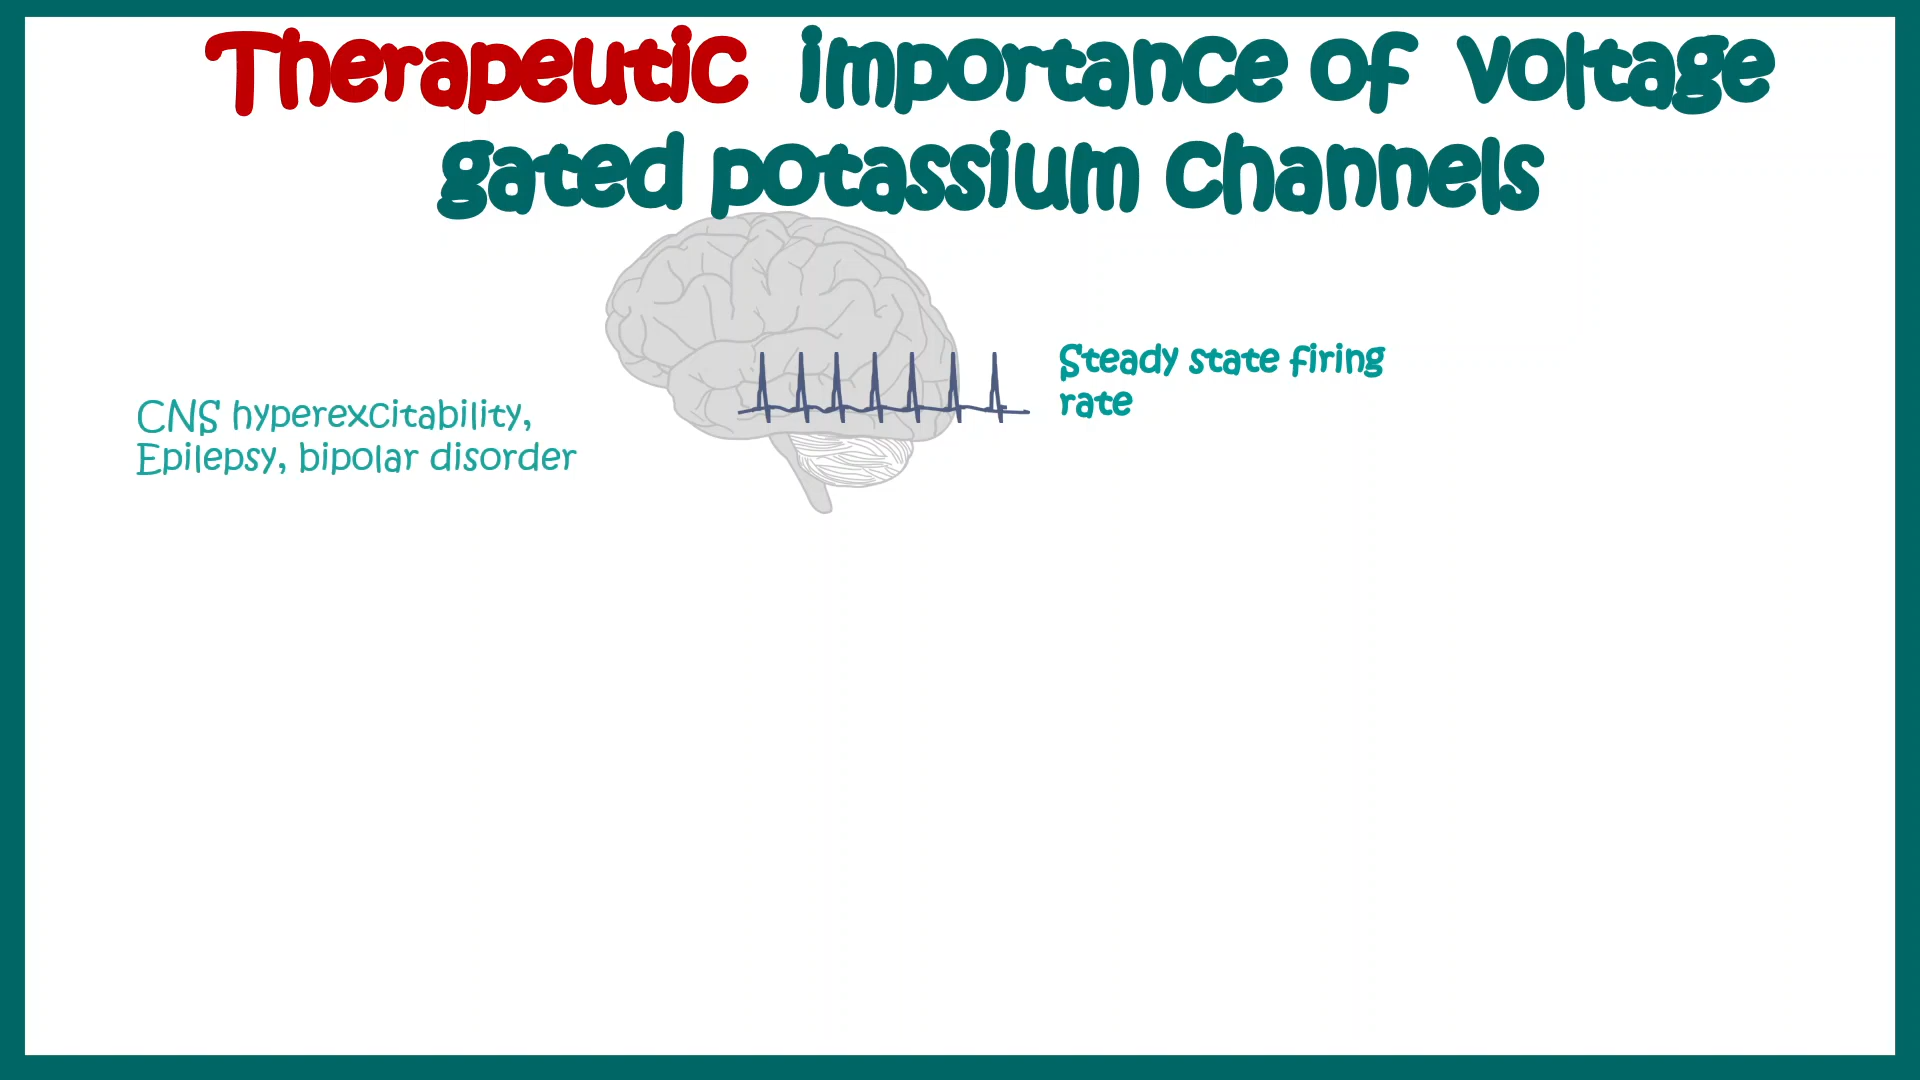 Therapeutic importance of voltage
gated potassium channels
Steady state firing
rate
CNS hyperexcitability,
Epilepsy, bipolar disorder